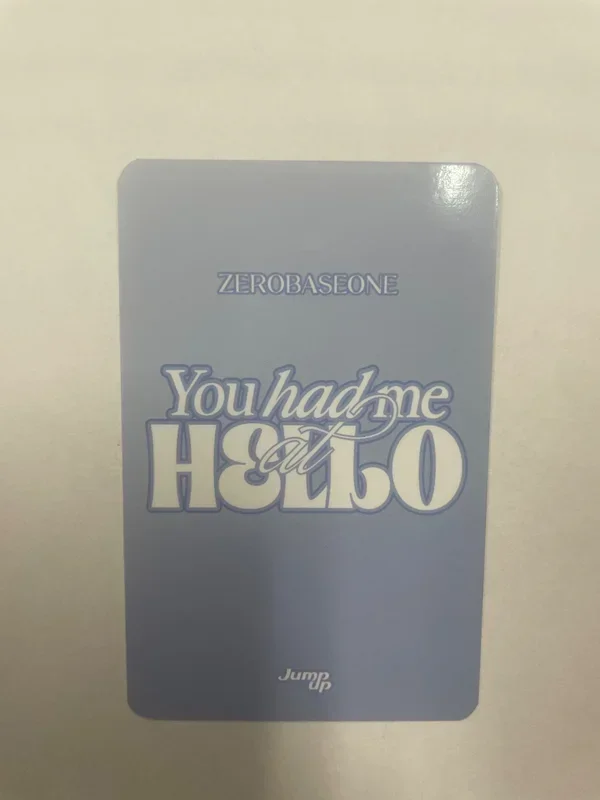 ZEROBASEONE
You had me
at
HELLO
Jump
up